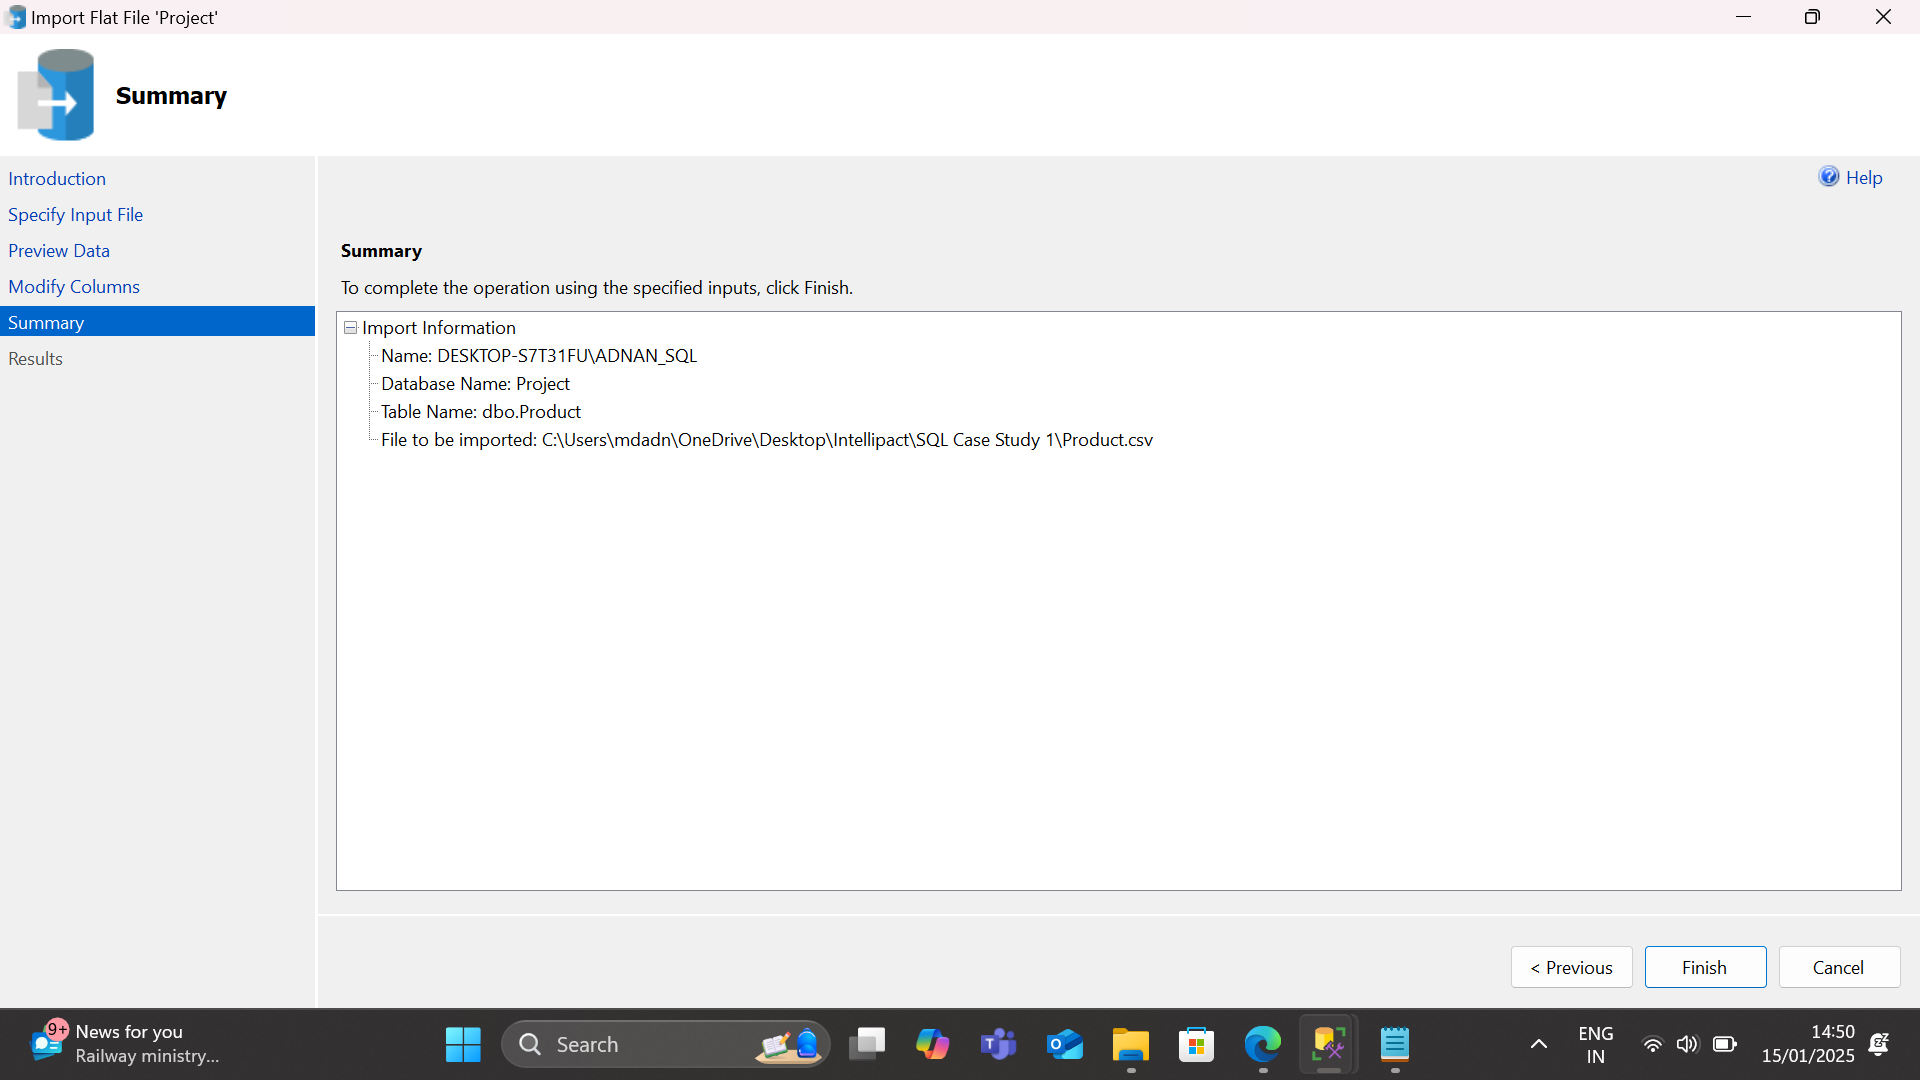 Import Flat File 'Project'
Summary
Introduction
Specify Input File
Preview Data
Modify Columns
Summary
Results
Help
Summary
To complete the operation using the specified inputs, click Finish.
Import Information
Name: DESKTOP-S7T31FU\ADNAN_SQL
Database Name: Project
Table Name: dbo.Product
File to be imported: C:\Users\mdadn\OneDrive\Desktop\Intellipact\SQL Case Study 1\Product.csv
< Previous
Finish
Cancel
9+
News for you
Railway ministry...
Search
ENG
IN
14:50
15/01/2025